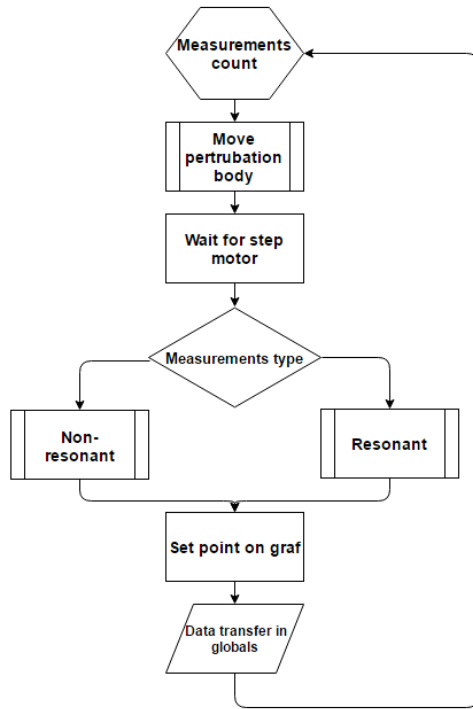 Measurements
count
Move
pertrubation
body
Wait for step
motor
Measurements type
Non-
resonant
Resonant
Set point on graf
Data transfer in
globals